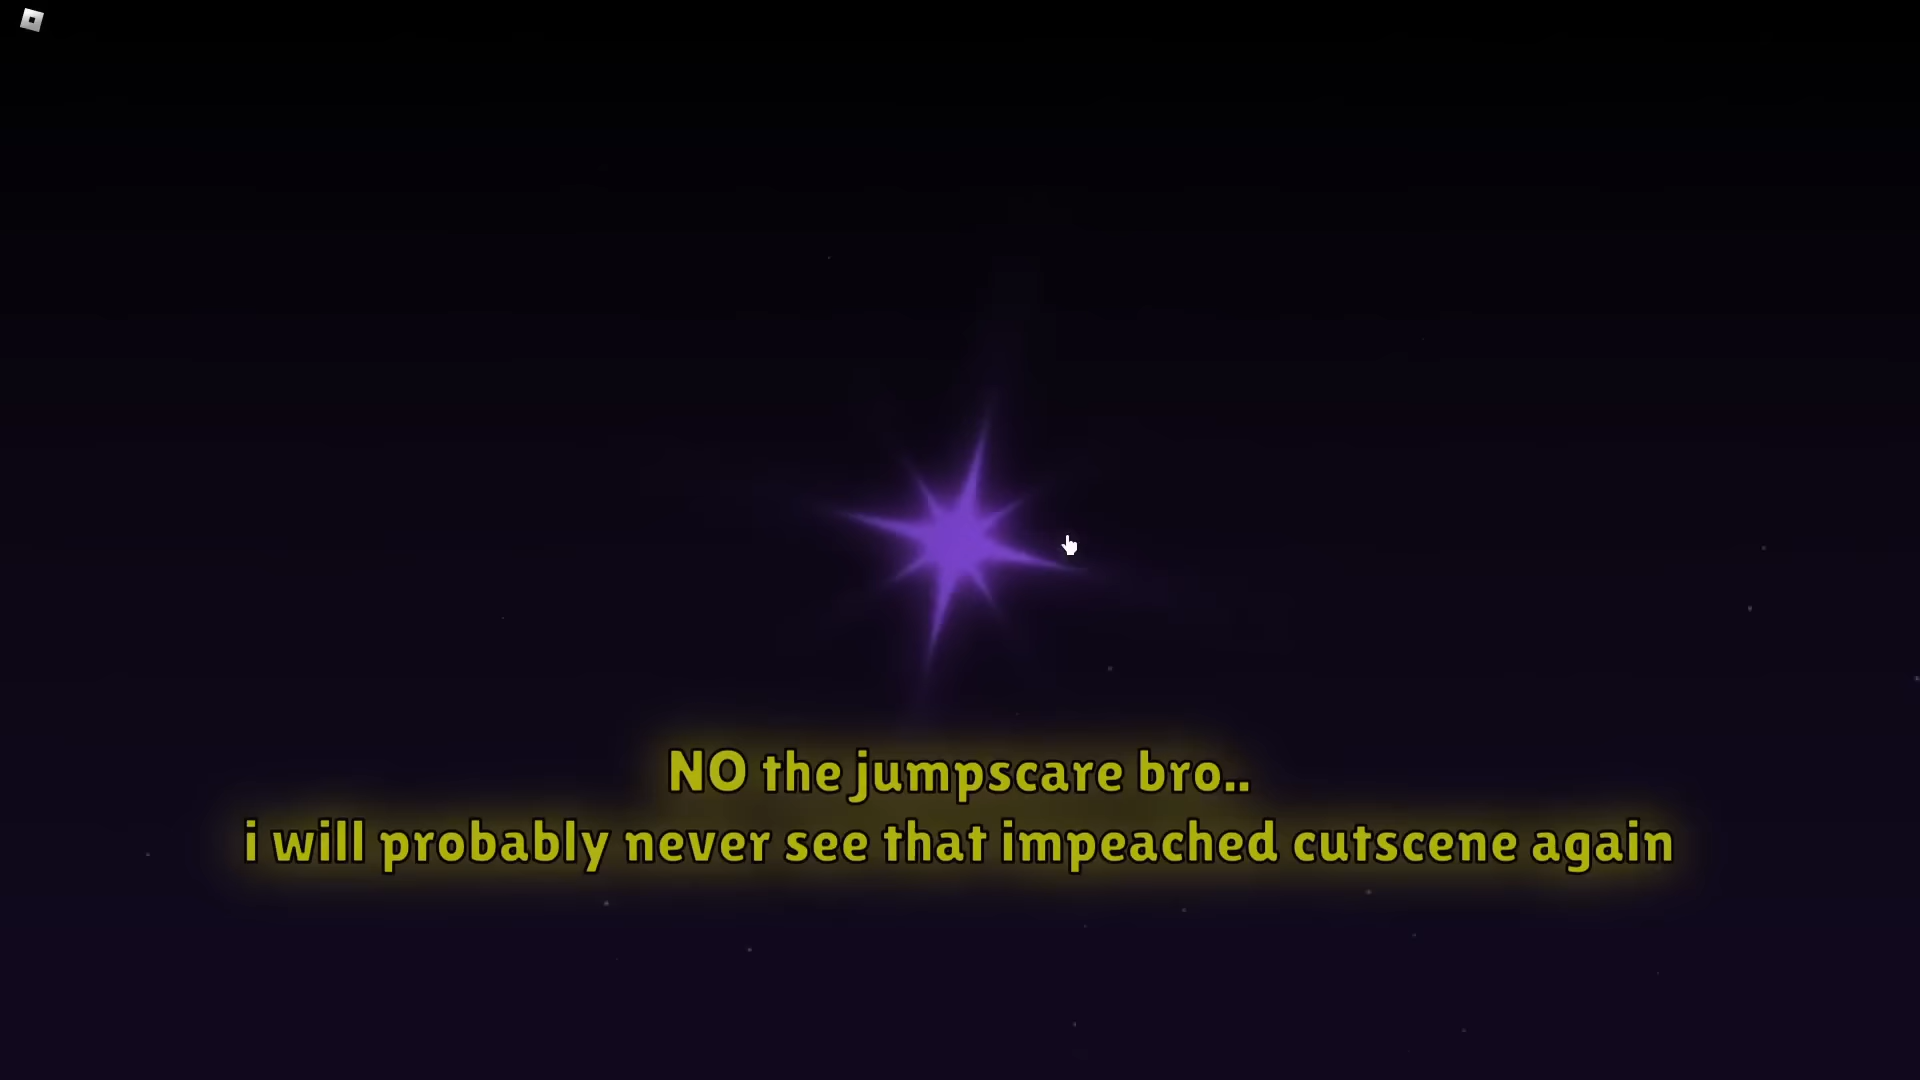 NO the jumpscare bro..
i will probably never see that impeached cutscene again